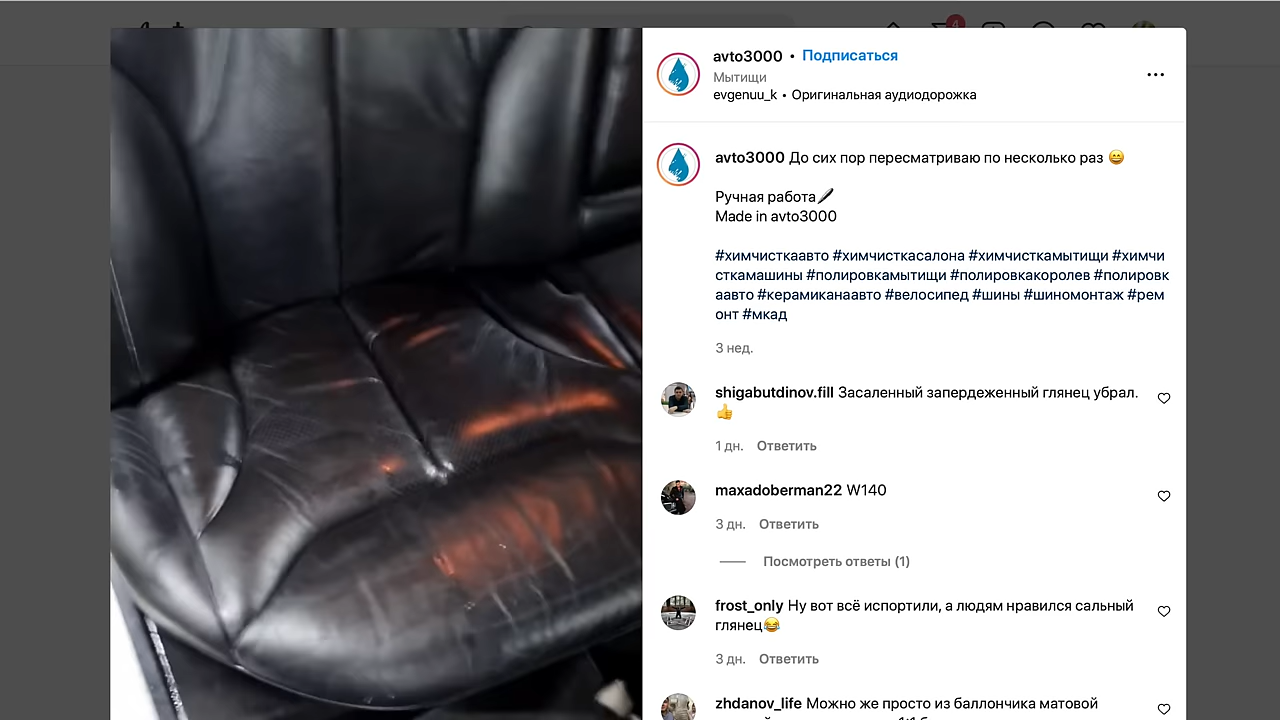 4
avto3000 • Подписаться
Мытищи
evgenuu_k • Оригинальная аудиодорожка
avto3000 До сих пор пересматриваю по несколько раз 😄
Ручная работа🖋
Made in avto3000
#химчисткаавто #химчисткасалона #химчисткамытищи #химчи
сткамашины #полировкамытищи #полировкакоролев #полировк
аавто #керамиканаавто #велосипед #шины #шиномонтаж #рем
онт #мкад
3 нед.
shigabutdinov.fill Засаленный запердеженный глянец убрал.
👍
1 дн. Ответить
maxadoberman22 W140
3 дн. Ответить
Посмотреть ответы (1)
frost_only Ну вот всё испортили, а людям нравился сальный
глянец😂
3 дн. Ответить
zhdanov_life Можно же просто из баллончика матовой